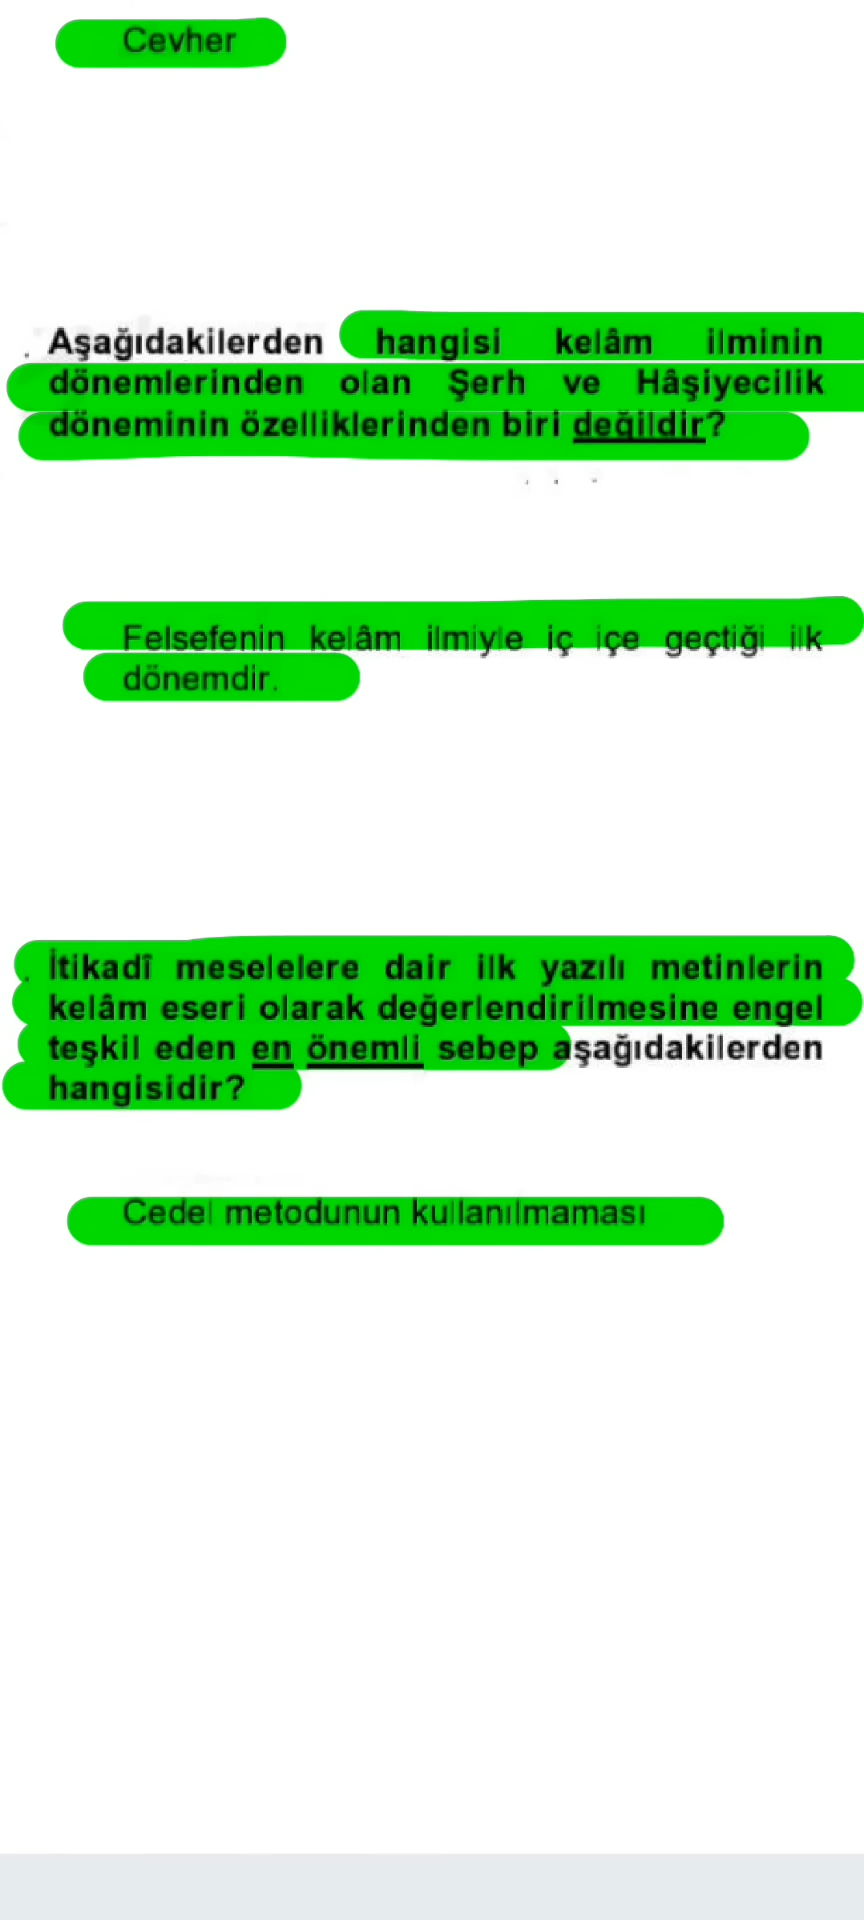 Cevher
Aşağıdakilerden hangisi kelâm ilminin
dönemlerinden olan Şerh ve Hâşiyecilik
döneminin özelliklerinden biri değildir?
Felsefenin kelâm ilmiyle iç içe geçtiği ilk
dönemdir.
İtikadî meselelere dair ilk yazılı metinlerin
kelâm eseri olarak değerlendirilmesine engel
teşkil eden en önemli sebep aşağıdakilerden
hangisidir?
Cedel metodunun kullanılmaması